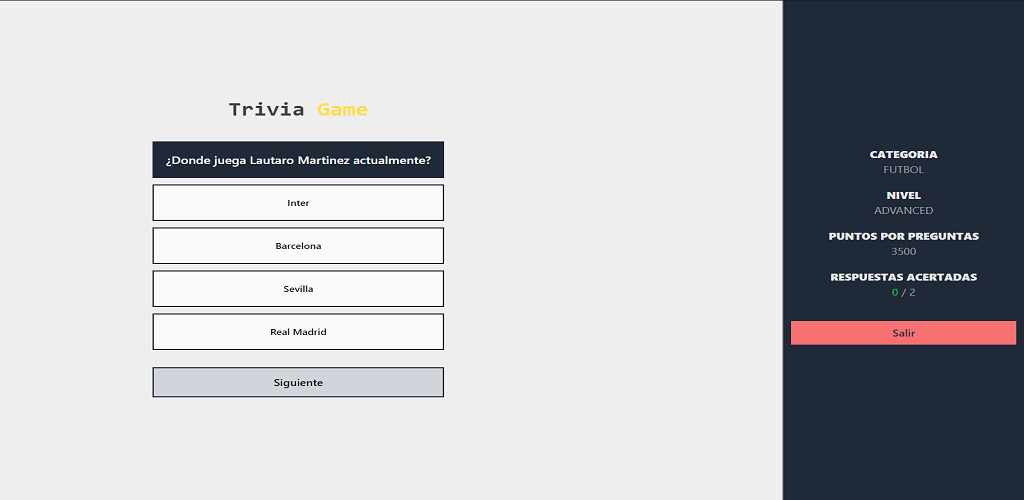 Trivia Game
¿Donde juega Lautaro Martinez actualmente?
Inter
Barcelona
Sevilla
Real Madrid
Siguiente
CATEGORIA
FUTBOL
NIVEL
ADVANCED
PUNTOS POR PREGUNTAS
3500
RESPUESTAS ACERTADAS
0 / 2
Salir